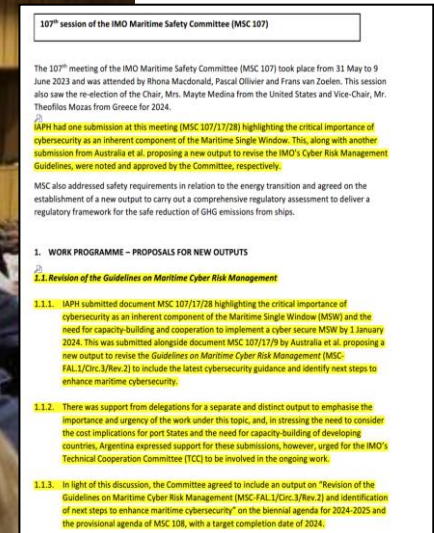 107th session of the IMO Maritime Safety Committee (MSC 107)
The 107th meeting of the IMO Maritime Safety Committee (MSC 107) took place from 31 May to 9
June 2023 and was attended by Rhona Macdonald, Pascal Ollivier and Frans van Zoelen. This session
also saw the re-election of the Chair, Mrs. Mayte Medina from the United States and Vice-Chair, Mr.
Theofilos Mozas from Greece for 2024.
IAPH had one submission at this meeting (MSC 107/17/28) highlighting the critical importance of
cybersecurity as an inherent component of the Maritime Single Window. This, along with another
submission from Australia et al. proposing a new output to revise the IMO's Cyber Risk Management
Guidelines, were noted and approved by the Committee, respectively.
MSC also addressed safety requirements in relation to the energy transition and agreed on the
establishment of a new output to carry out a comprehensive regulatory assessment to deliver a
regulatory framework for the safe reduction of GHG emissions from ships.
1. WORK PROGRAMME – PROPOSALS FOR NEW OUTPUTS
1.1. Revision of the Guidelines on Maritime Cyber Risk Management
1.1.1. IAPH submitted document MSC 107/17/28 highlighting the critical importance of
cybersecurity as an inherent component of the Maritime Single Window (MSW) and the
need for capacity-building and cooperation to implement a cyber secure MSW by 1 January
2024. This was submitted alongside document MSC 107/17/9 by Australia et al. proposing a
new output to revise the Guidelines on Maritime Cyber Risk Management (MSC-
FAL.1/Circ.3/Rev.2) to include the latest cybersecurity guidance and identify next steps to
enhance maritime cybersecurity.
1.1.2. There was support from delegations for a separate and distinct output to emphasise the
importance and urgency of the work under this topic, and, in stressing the need to consider
the cost implications for port States and the need for capacity-building of developing
countries, Argentina expressed support for these submissions, however, urged for the IMO's
Technical Cooperation Committee (TCC) to be involved in the ongoing work.
1.1.3. In light of this discussion, the Committee agreed to include an output on "Revision of the
Guidelines on Maritime Cyber Risk Management (MSC-FAL.1/Circ.3/Rev.2) and identification
of next steps to enhance maritime cybersecurity" on the biennial agenda for 2024-2025 and
the provisional agenda of MSC 108, with a target completion date of 2024.